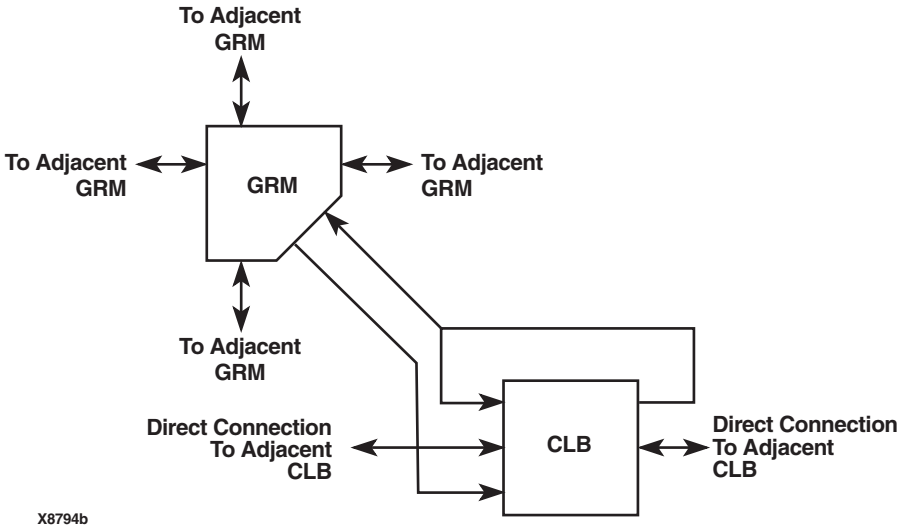 To Adjacent
GRM
To Adjacent
GRM
GRM
To Adjacent
GRM
To Adjacent
GRM
Direct Connection
To Adjacent
CLB
CLB
Direct Connection
To Adjacent
CLB
X8794b